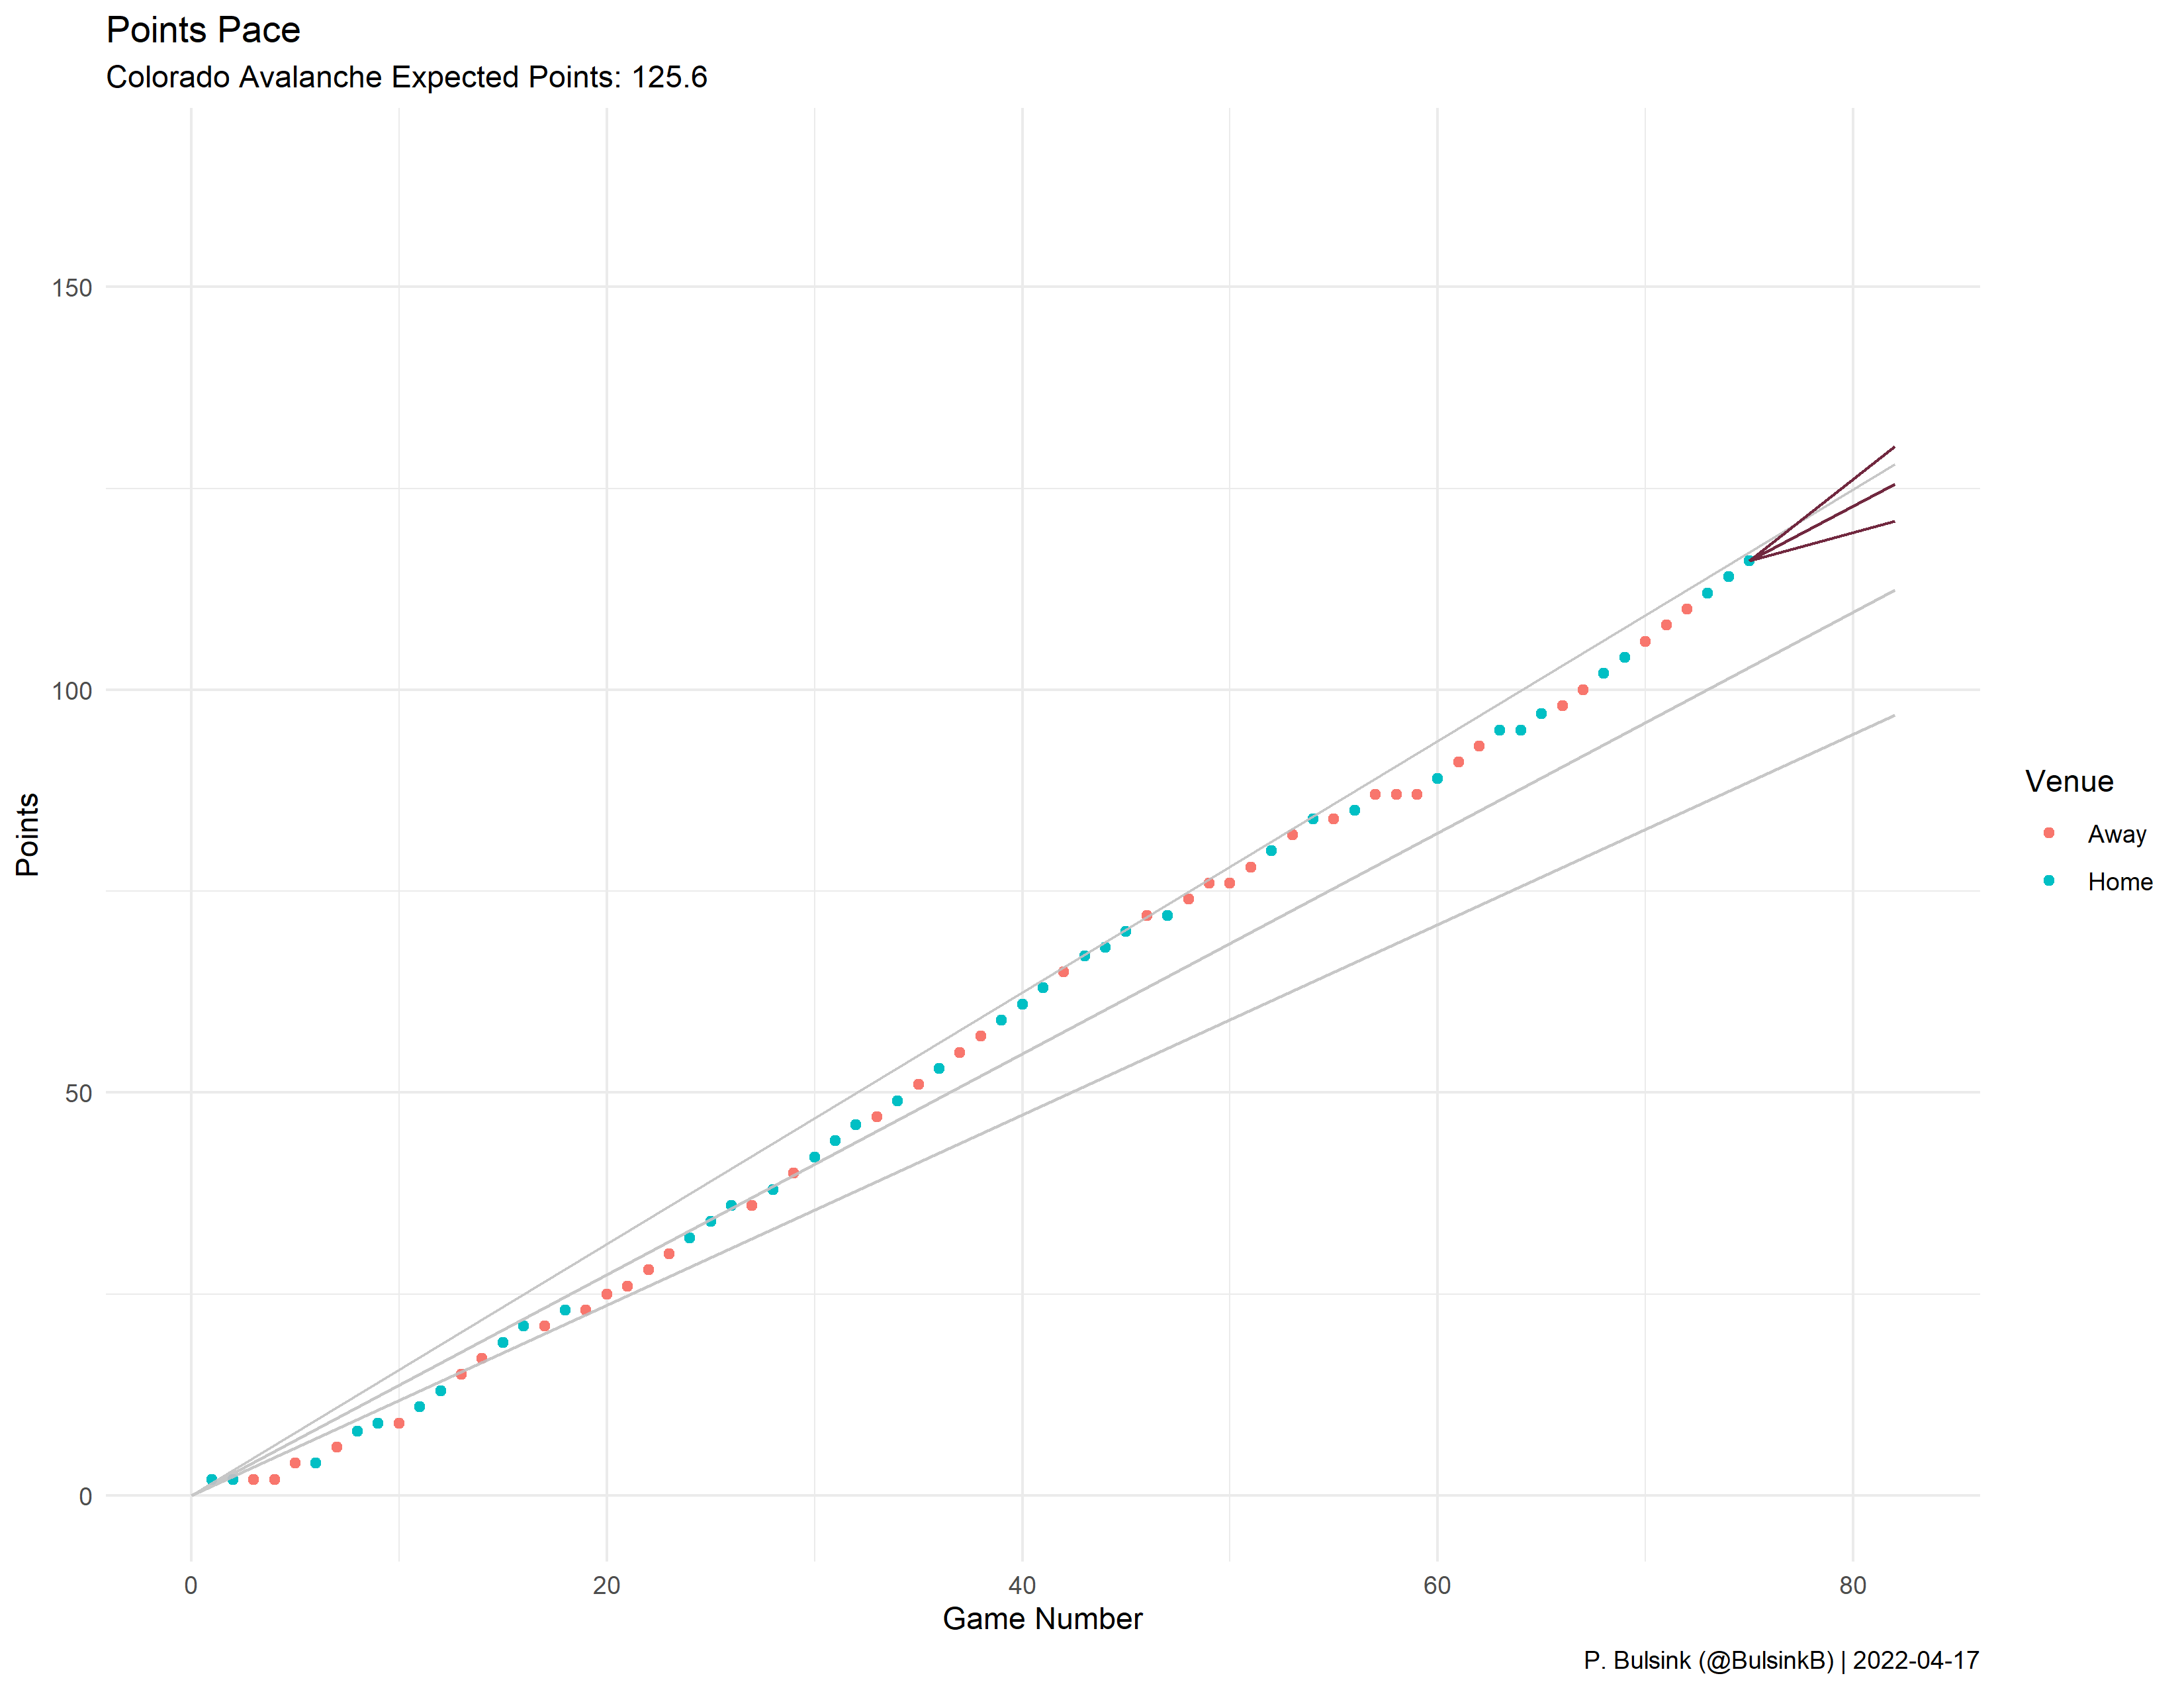 Points Pace
Colorado Avalanche Expected Points: 125.6
150
100
50
0
Points
0 20 40 60 80
Game Number
Venue
Away
Home
P. Bulsink (@BulsinkB) | 2022-04-17